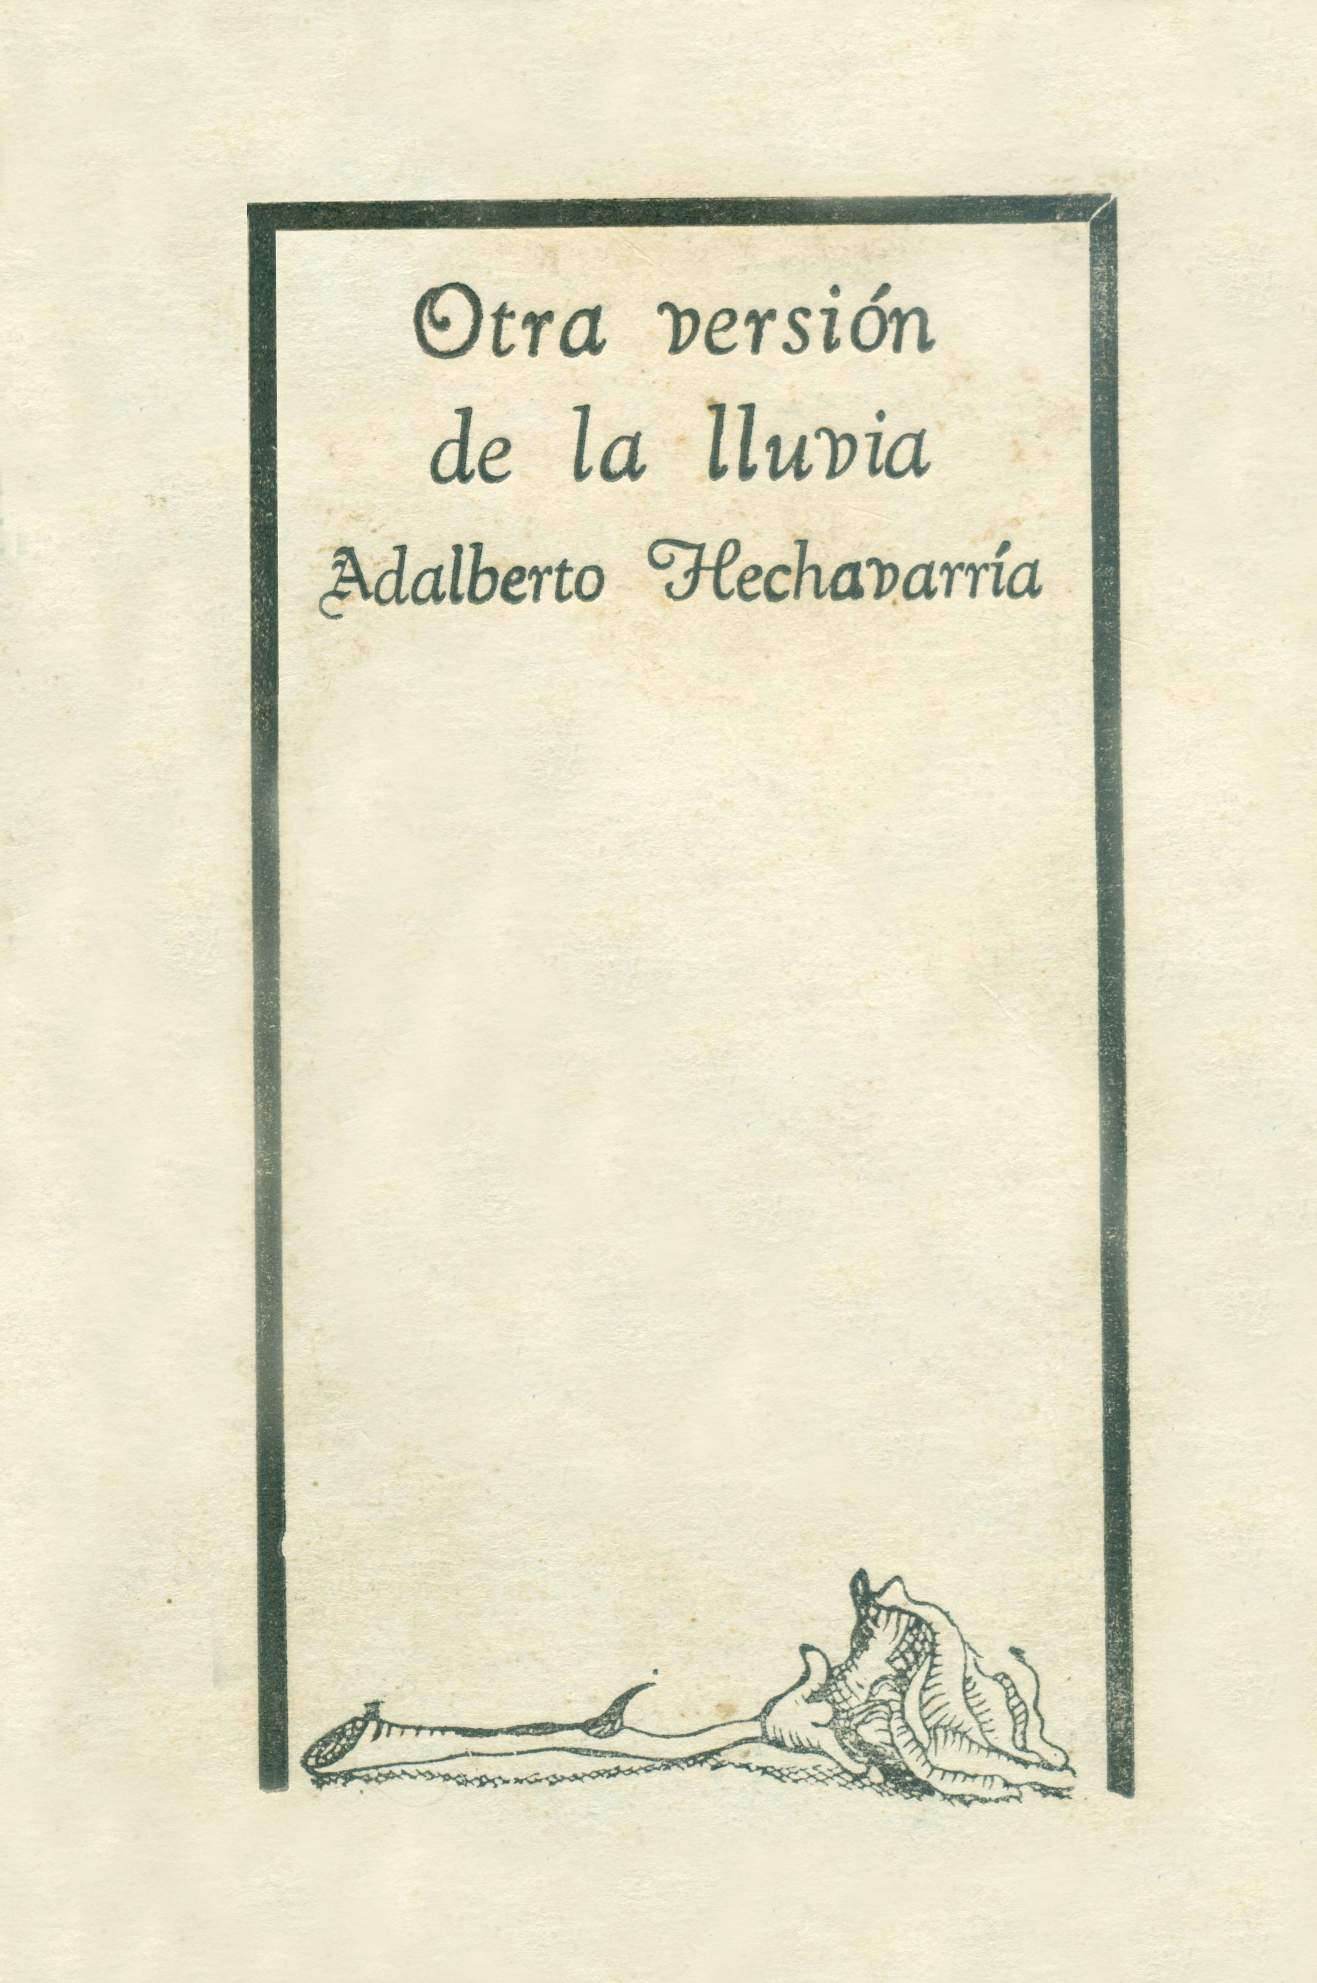 Otra versión
de la lluvia
Adalberto Hechavarría